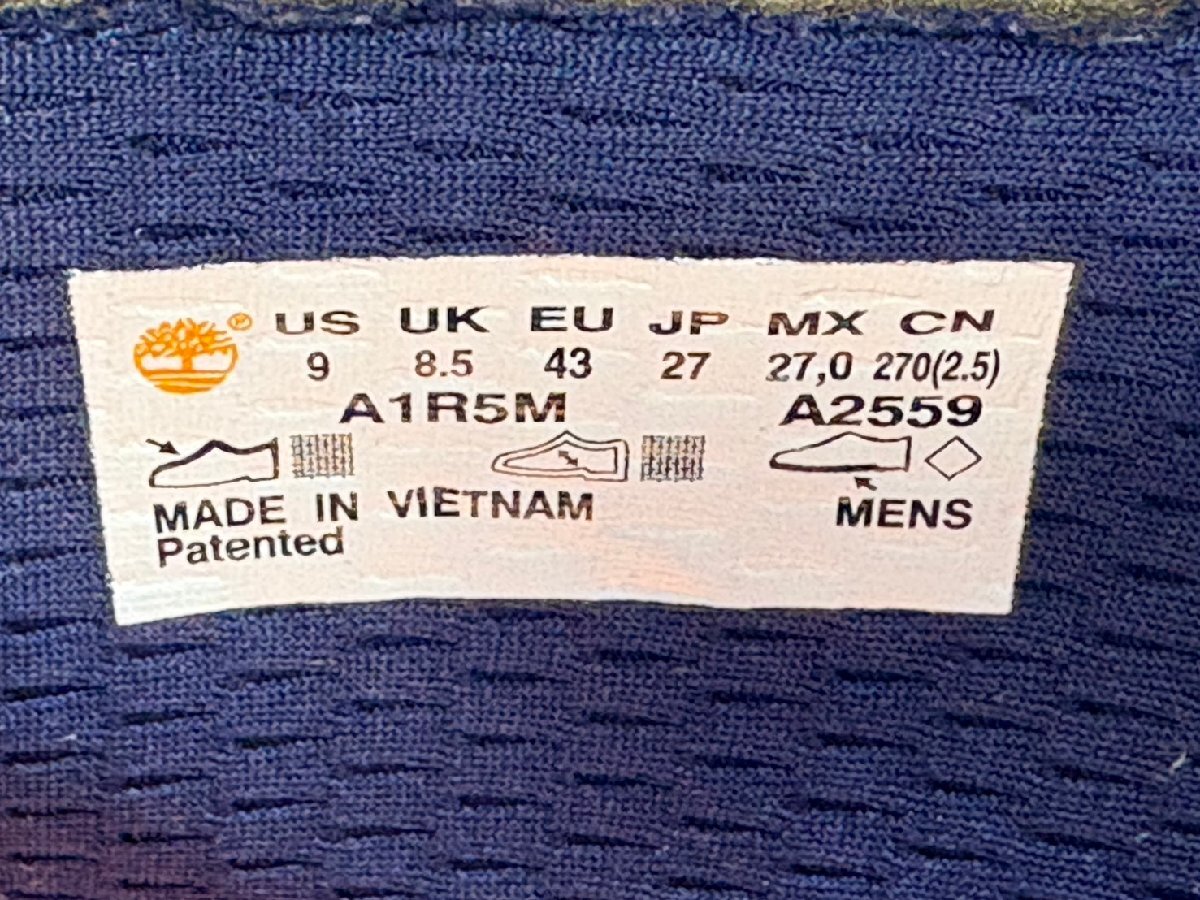 ® US UK EU JP MX CN
9 8.5 43 27 27,0 270(2.5)
A1R5M A2559
MADE IN VIETNAM MENS
Patented